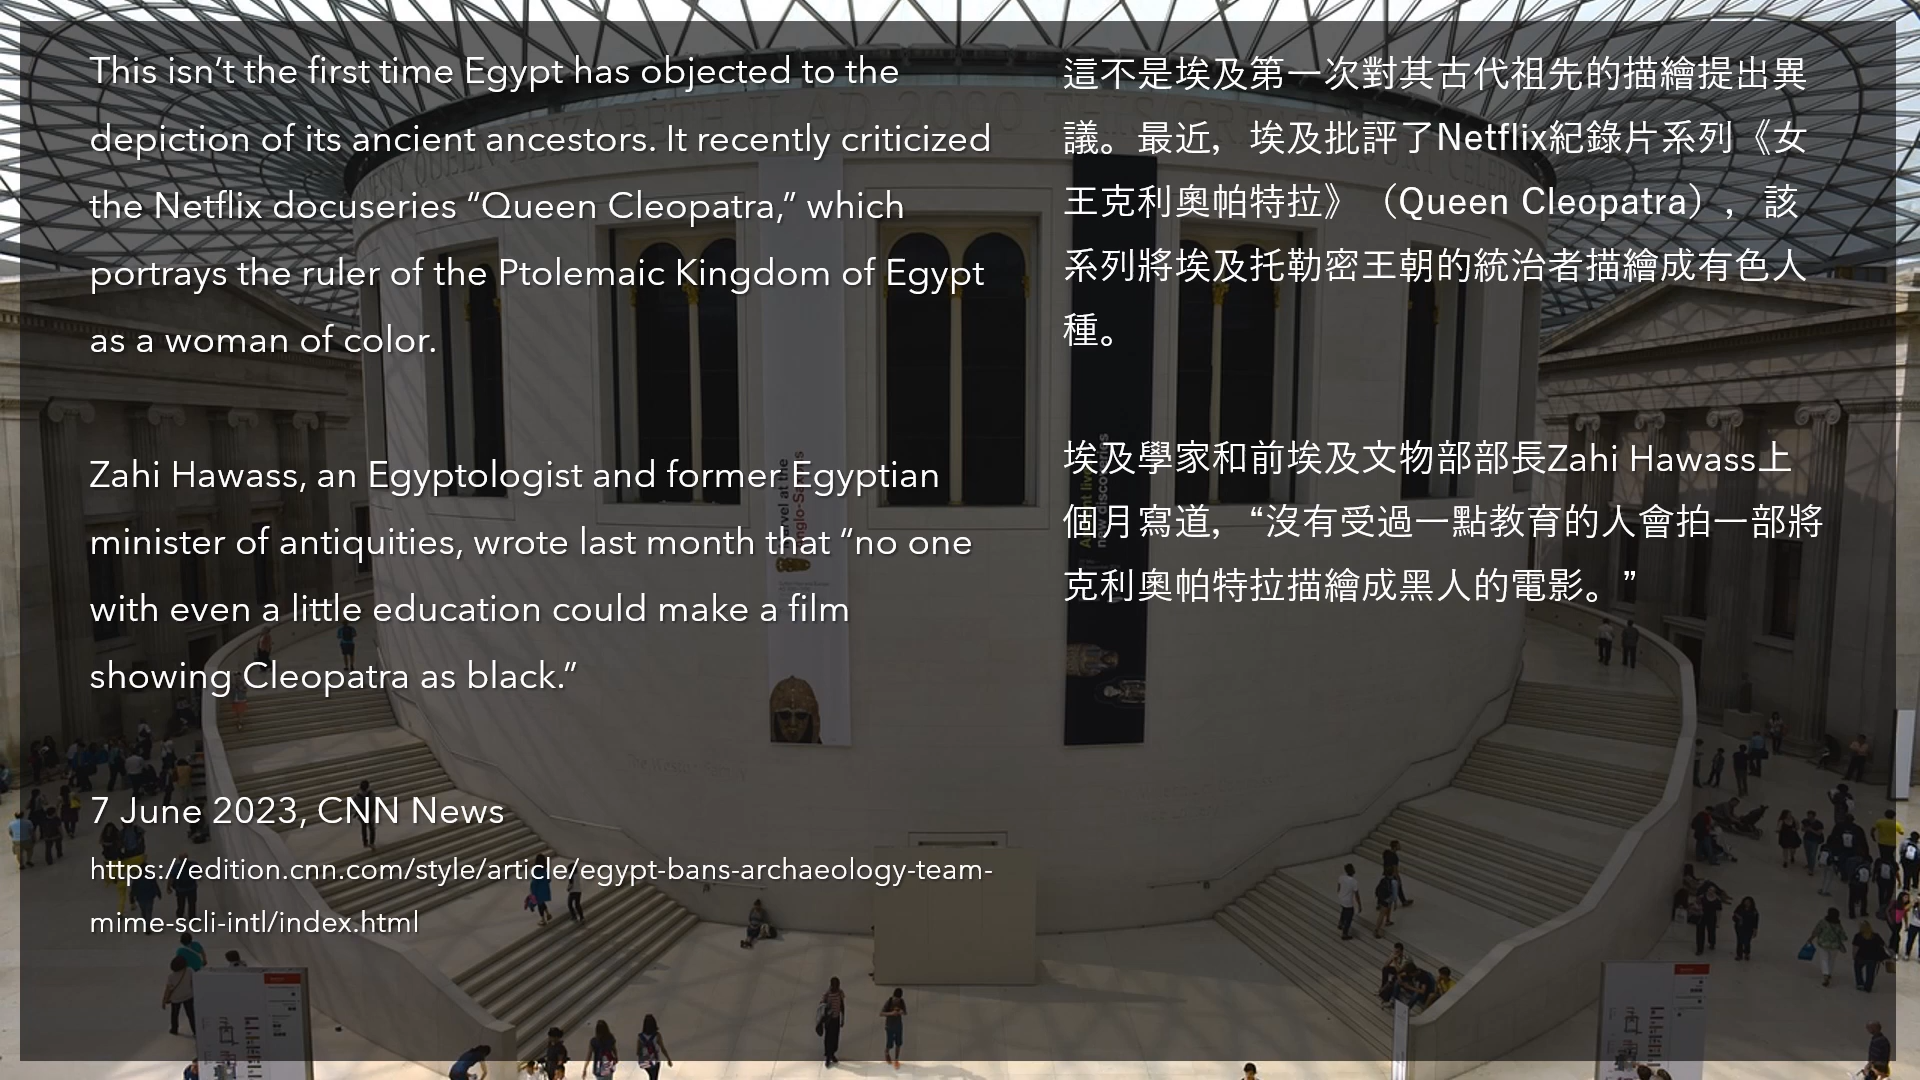 This isn’t the first time Egypt has objected to the
depiction of its ancient ancestors. It recently criticized
the Netflix docuseries “Queen Cleopatra,” which
portrays the ruler of the Ptolemaic Kingdom of Egypt
as a woman of color.
Zahi Hawass, an Egyptologist and former Egyptian
minister of antiquities, wrote last month that “no one
with even a little education could make a film
showing Cleopatra as black.”
7 June 2023, CNN News
https://edition.cnn.com/style/article/egypt-bans-archaeology-team-
mime-scli-intl/index.html
這不是埃及第一次對其古代祖先的描繪提出異
議。最近，埃及批評了Netflix紀錄片系列《女
王克利奧帕特拉》（Queen Cleopatra），該
系列將埃及托勒密王朝的統治者描繪成有色人
種。
埃及學家和前埃及文物部部長Zahi Hawass上
個月寫道，“沒有受過一點教育的人會拍一部將
克利奧帕特拉描繪成黑人的電影。”